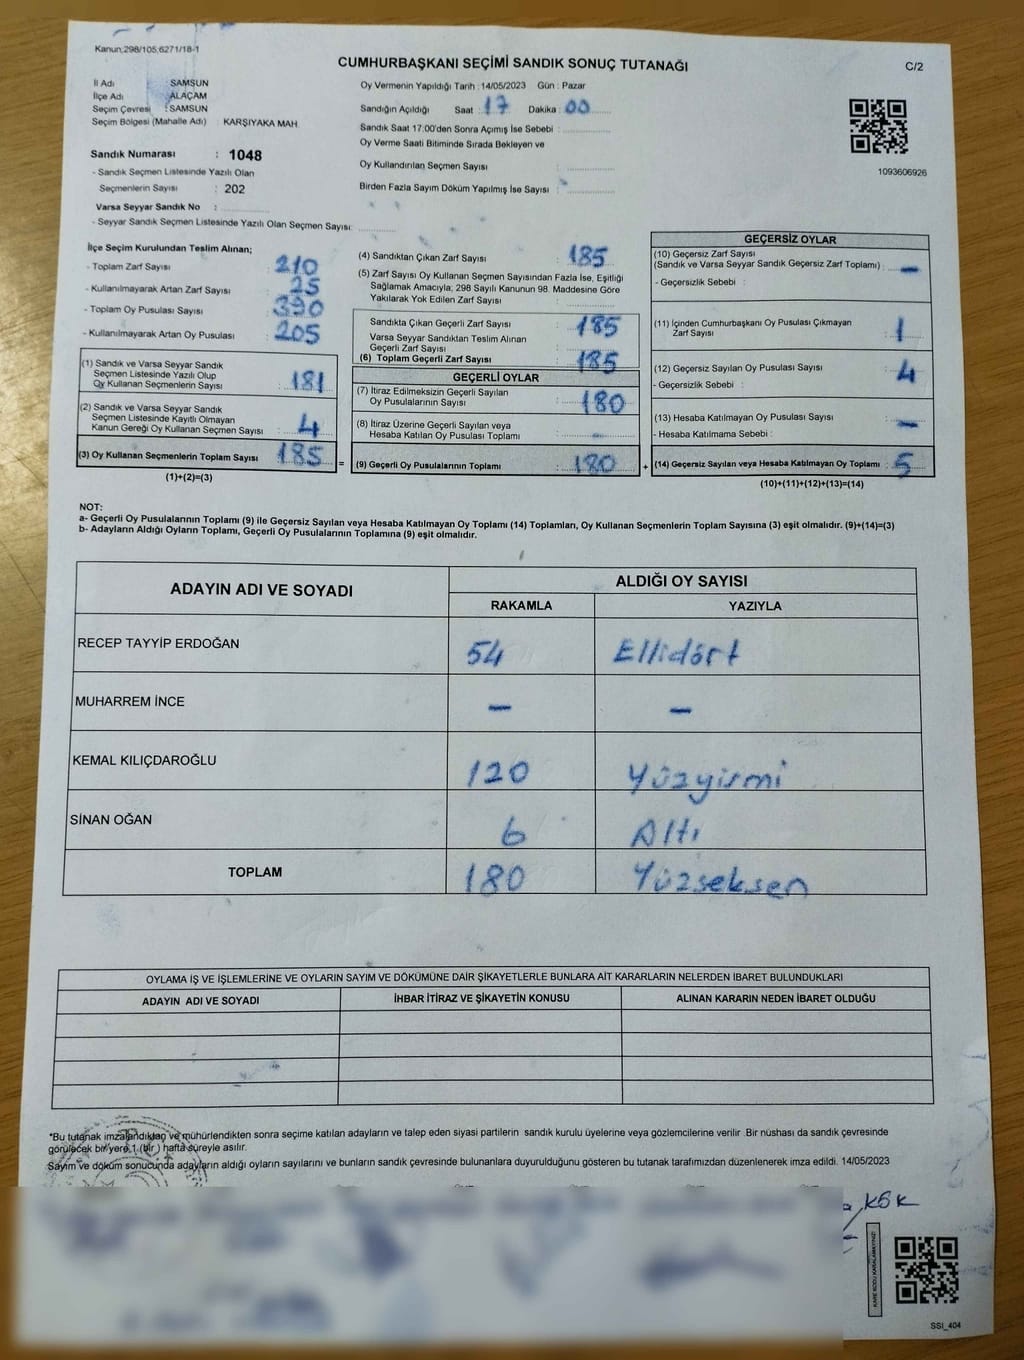 Kanun;298/105;6271/18-1
CUMHURBAŞKANI SEÇİMİ SANDIK SONUÇ TUTANAĞI
C/2
İl Adı : SAMSUN
İlçe Adı : ALAÇAM
Seçim Çevresi : SAMSUN
Seçim Bölgesi (Mahalle Adı) : KARŞIYAKA MAH.
Sandık Numarası : 1048
- Sandık Seçmen Listesinde Yazılı Olan
Seçmenlerin Sayısı : 202
Varsa Seyyar Sandık No :
- Seyyar Sandık Seçmen Listesinde Yazılı Olan Seçmen Sayısı:
Oy Vermenin Yapıldığı Tarih : 14/05/2023 Gün : Pazar
Sandığın Açıldığı Saat : 17 Dakika : 00
Sandık Saat 17:00'den Sonra Açımış İse Sebebi :
Oy Verme Saati Bitiminde Sırada Bekleyen ve
Oy Kullandırılan Seçmen Sayısı :
Birden Fazla Sayım Döküm Yapılmış İse Sayısı :
1093606926
İlçe Seçim Kurulundan Teslim Alınan;
- Toplam Zarf Sayısı : 210
- Kullanılmayarak Artan Zarf Sayısı : 25
- Toplam Oy Pusulası Sayısı : 390
- Kullanılmayarak Artan Oy Pusulası : 205
(1) Sandık ve Varsa Seyyar Sandık
Seçmen Listesinde Yazılı Olup
Oy Kullanan Seçmenlerin Sayısı : 181
(2) Sandık ve Varsa Seyyar Sandık
Seçmen Listesinde Kayıtlı Olmayan
Kanun Gereği Oy Kullanan Seçmen Sayısı : 4
(3) Oy Kullanan Seçmenlerin Toplam Sayısı : 185
(1)+(2)=(3)
(4) Sandıktan Çıkan Zarf Sayısı : 185
(5) Zarf Sayısı Oy Kullanan Seçmen Sayısından Fazla İse, Eşitliği
Sağlamak Amacıyla; 298 Sayılı Kanunun 98. Maddesine Göre
Yakılarak Yok Edilen Zarf Sayısı :
Sandıkta Çıkan Geçerli Zarf Sayısı : 185
Varsa Seyyar Sandıktan Teslim Alınan
Geçerli Zarf Sayısı :
(6) Toplam Geçerli Zarf Sayısı : 185
GEÇERLİ OYLAR
(7) İtiraz Edilmeksizin Geçerli Sayılan
Oy Pusulalarının Sayısı : 180
(8) İtiraz Üzerine Geçerli Sayılan veya
Hesaba Katılan Oy Pusulası Toplamı : -
= (9) Geçerli Oy Pusulalarının Toplamı : 180
GEÇERSİZ OYLAR
(10) Geçersiz Zarf Sayısı
(Sandık ve Varsa Seyyar Sandık Geçersiz Zarf Toplamı) : -
- Geçersizlik Sebebi :
(11) İçinden Cumhurbaşkanı Oy Pusulası Çıkmayan
Zarf Sayısı : 1
(12) Geçersiz Sayılan Oy Pusulası Sayısı : 4
- Geçersizlik Sebebi :
(13) Hesaba Katılmayan Oy Pusulası Sayısı : -
- Hesaba Katılmama Sebebi :
+ (14) Geçersiz Sayılan veya Hesaba Katılmayan Oy Toplamı : 5
(10)+(11)+(12)+(13)=(14)
NOT:
a- Geçerli Oy Pusulalarının Toplamı (9) ile Geçersiz Sayılan veya Hesaba Katılmayan Oy Toplamı (14) Toplamları, Oy Kullanan Seçmenlerin Toplam Sayısına (3) eşit olmalıdır. (9)+(14)=(3)
b- Adayların Aldığı Oyların Toplamı, Geçerli Oy Pusulalarının Toplamına (9) eşit olmalıdır.
ADAYIN ADI VE SOYADI ALDIĞI OY SAYISI
RAKAMLA YAZIYLA
RECEP TAYYİP ERDOĞAN 54 Ellidört
MUHARREM İNCE - -
KEMAL KILIÇDAROĞLU 120 Yüzyirmi
SİNAN OĞAN 6 Altı
TOPLAM 180 Yüzseksen
OYLAMA İŞ VE İŞLEMLERİNE VE OYLARIN SAYIM VE DÖKÜMÜNE DAİR ŞİKAYETLERLE BUNLARA AİT KARARLARIN NELERDEN İBARET BULUNDUKLARI
ADAYIN ADI VE SOYADI İHBAR İTİRAZ VE ŞİKAYETİN KONUSU ALINAN KARARIN NEDEN İBARET OLDUĞU
*Bu tutanak imzalandıktan ve mühürlendikten sonra seçime katılan adayların ve talep eden siyasi partilerin sandık kurulu üyelerine veya gözlemcilerine verilir .Bir nüshası da sandık çevresinde
görülecek bir yere 1 (bir ) hafta süreyle asılır.
Sayım ve döküm sonucunda adayların aldığı oyların sayılarını ve bunların sandık çevresinde bulunanlara duyurulduğunu gösteren bu tutanak tarafımızdan düzenlenerek imza edildi. 14/05/2023
KARE KODU KARALAMAYINIZ!
SSI_404